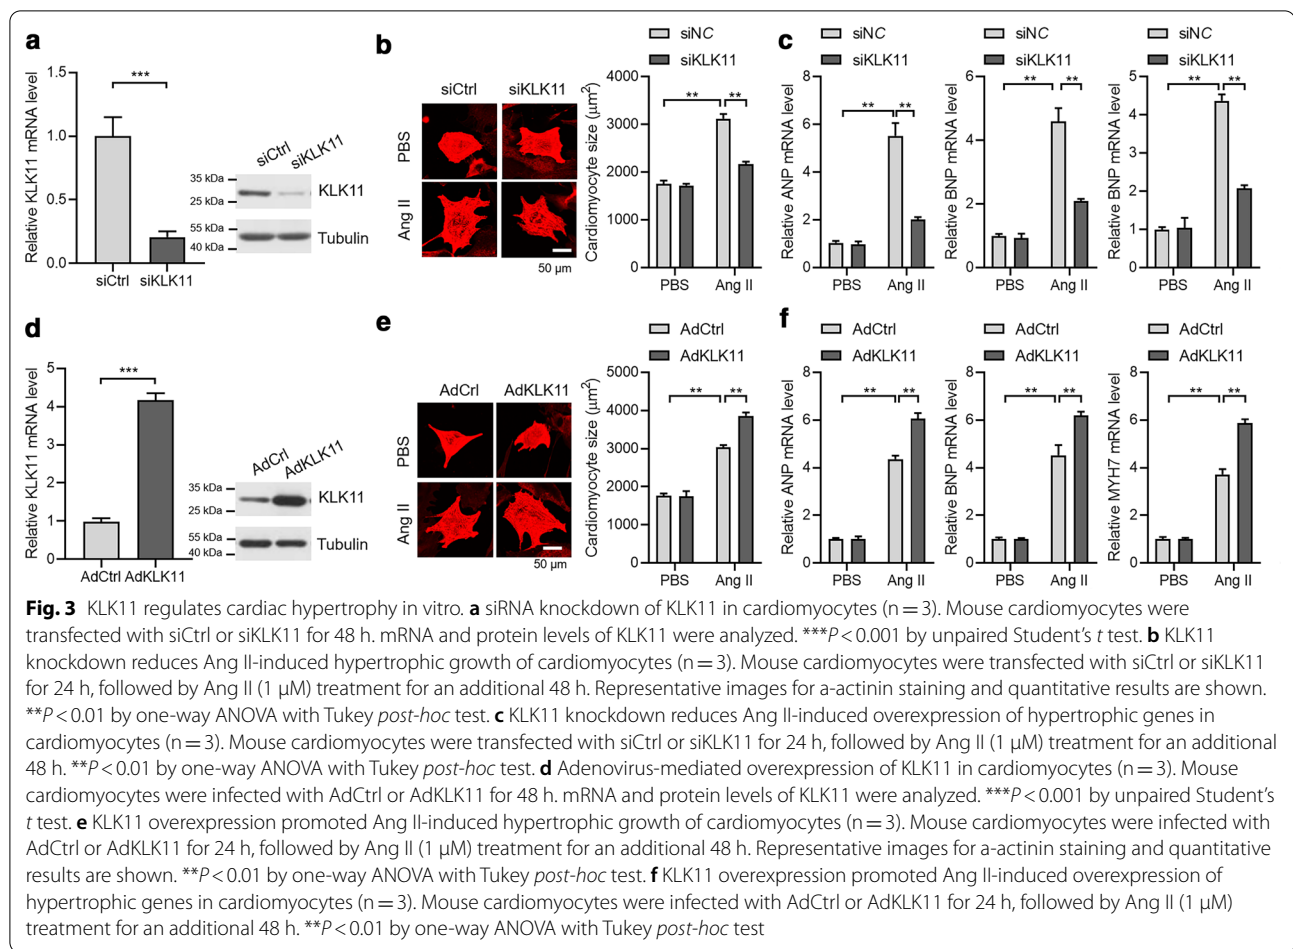 a
Relative KLK11 mRNA level
1.5
1.0
0.5
0.0
***
siCtrl siKLK11
siCtrl siKLK11
35 kDa
25 kDa
KLK11
55 kDa
40 kDa
Tubulin
b
siCtrl siKLK11
PBS
Ang II
50 µm
siNC
siKLK11
Cardiomyocyte size (µm²)
4000
3000
2000
1000
0
** **
PBS Ang II
c
Relative ANP mRNA level
8
6
4
2
0
** **
PBS Ang II
siNC
siKLK11
Relative BNP mRNA level
6
4
2
0
** **
PBS Ang II
siNC
siKLK11
Relative BNP mRNA level
5
4
3
2
1
0
** **
PBS Ang II
d
Relative KLK11 mRNA level
5
4
3
2
1
0
***
AdCtrl AdKLK11
AdCrl AdKLK11
35 kDa
25 kDa
KLK11
55 kDa
40 kDa
Tubulin
e
AdCrl AdKLK11
PBS
Ang II
50 µm
AdCtrl
AdKLK11
Cardiomyocyte size (µm²)
5000
4000
3000
2000
1000
0
** **
PBS Ang II
f
AdCtrl
AdKLK11
Relative ANP mRNA level
8
6
4
2
0
** **
PBS Ang II
AdCtrl
AdKLK11
Relative BNP mRNA level
8
6
4
2
0
** **
PBS Ang II
AdCtrl
AdKLK11
Relative MYH7 mRNA level
8
6
4
2
0
** **
PBS Ang II
Fig. 3 KLK11 regulates cardiac hypertrophy in vitro. a siRNA knockdown of KLK11 in cardiomyocytes (n = 3). Mouse cardiomyocytes were
transfected with siCtrl or siKLK11 for 48 h. mRNA and protein levels of KLK11 were analyzed. ***P < 0.001 by unpaired Student's t test. b KLK11
knockdown reduces Ang II-induced hypertrophic growth of cardiomyocytes (n = 3). Mouse cardiomyocytes were transfected with siCtrl or siKLK11
for 24 h, followed by Ang II (1 µM) treatment for an additional 48 h. Representative images for a-actinin staining and quantitative results are shown.
**P < 0.01 by one-way ANOVA with Tukey post-hoc test. c KLK11 knockdown reduces Ang II-induced overexpression of hypertrophic genes in
cardiomyocytes (n = 3). Mouse cardiomyocytes were transfected with siCtrl or siKLK11 for 24 h, followed by Ang II (1 µM) treatment for an additional
48 h. **P < 0.01 by one-way ANOVA with Tukey post-hoc test. d Adenovirus-mediated overexpression of KLK11 in cardiomyocytes (n = 3). Mouse
cardiomyocytes were infected with AdCtrl or AdKLK11 for 48 h. mRNA and protein levels of KLK11 were analyzed. ***P < 0.001 by unpaired Student's
t test. e KLK11 overexpression promoted Ang II-induced hypertrophic growth of cardiomyocytes (n = 3). Mouse cardiomyocytes were infected with
AdCtrl or AdKLK11 for 24 h, followed by Ang II (1 µM) treatment for an additional 48 h. Representative images for a-actinin staining and quantitative
results are shown. **P < 0.01 by one-way ANOVA with Tukey post-hoc test. f KLK11 overexpression promoted Ang II-induced overexpression of
hypertrophic genes in cardiomyocytes (n = 3). Mouse cardiomyocytes were infected with AdCtrl or AdKLK11 for 24 h, followed by Ang II (1 µM)
treatment for an additional 48 h. **P < 0.01 by one-way ANOVA with Tukey post-hoc test